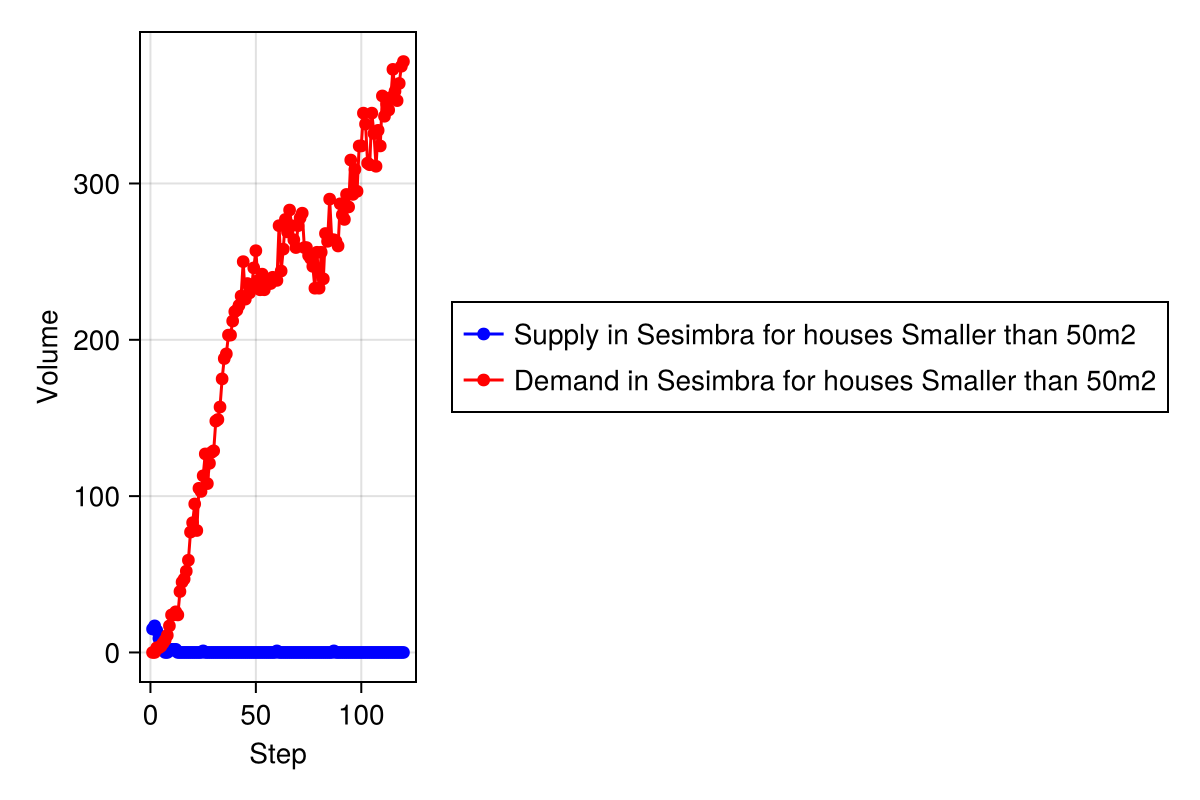 Volume
300
200
100
0
0 50 100
Step
Supply in Sesimbra for houses Smaller than 50m2
Demand in Sesimbra for houses Smaller than 50m2